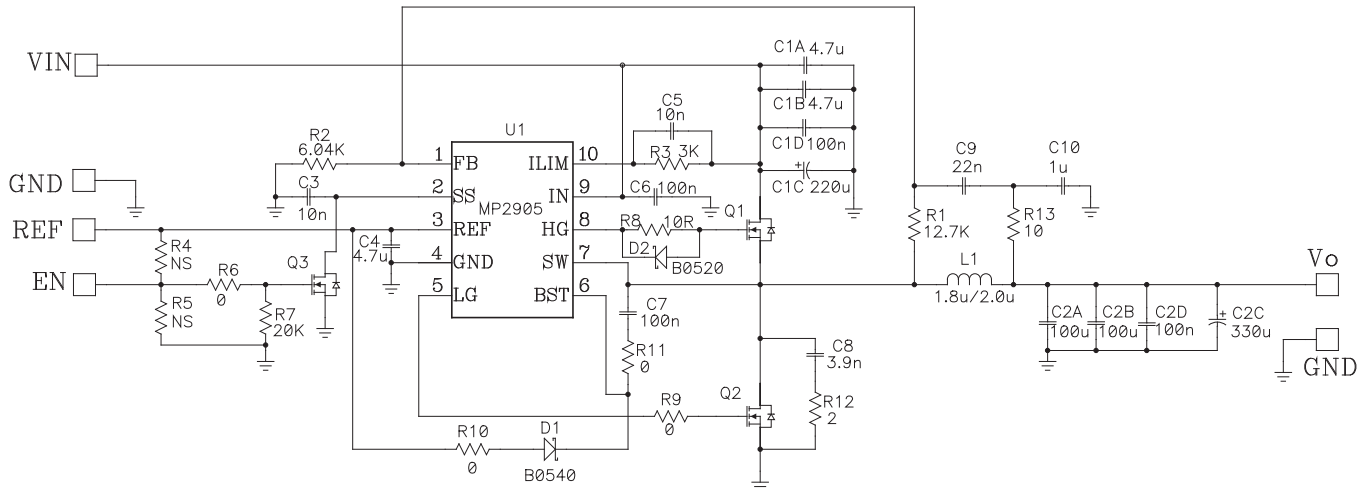 C1A 4.7u
VIN
C1B 4.7u
C5
10n
C1D 100n
U1
R2
6.04K
1 FB
ILIM 10
R3 3K
C1C 220u
C9
22n
C10
1u
GND
C3
10n
2 SS
MP2905
IN 9
C6 100n
Q1
REF
3 REF
HG 8
R8 10R
R1
12.7K
R13
10
R4
NS
C4
4.7u
D2
B0520
4 GND
SW 7
L1
1.8u/2.0u
Vo
EN
R6
0
Q3
5 LG
BST 6
R5
NS
R7
20K
C7
100n
C2A
100u
C2B
100u
C2D
100n
C2C
330u
R11
0
C8
3.9n
GND
Q2
R9
0
R12
2
R10
0
D1
B0540